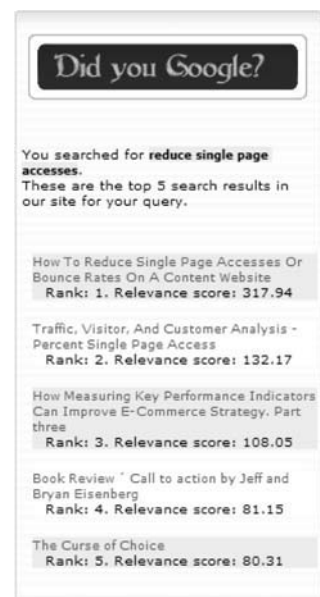 Did you Google?
You searched for reduce single page
accesses.
These are the top 5 search results in
our site for your query.
How To Reduce Single Page Accesses Or
Bounce Rates On A Content Website
Rank: 1. Relevance score: 317.94
Traffic, Visitor, And Customer Analysis -
Percent Single Page Access
Rank: 2. Relevance score: 132.17
How Measuring Key Performance Indicators
Can Improve E-Commerce Strategy. Part
three
Rank: 3. Relevance score: 108.05
Book Review ´ Call to action by Jeff and
Bryan Eisenberg
Rank: 4. Relevance score: 81.15
The Curse of Choice
Rank: 5. Relevance score: 80.31